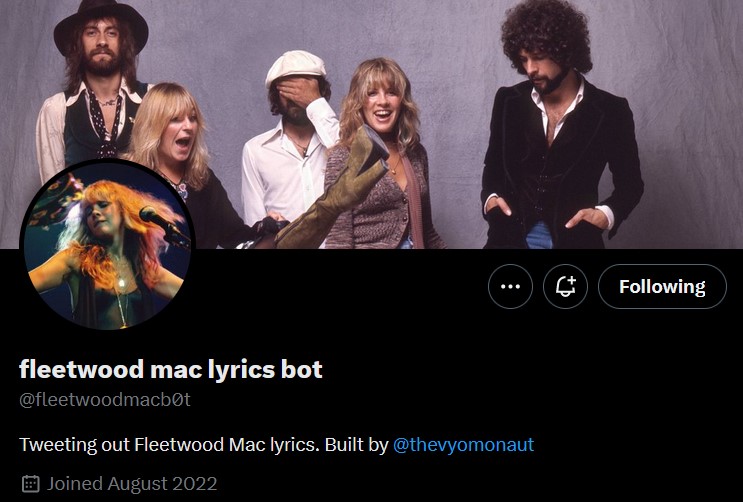 Following
fleetwood mac lyrics bot
@fleetwoodmacb0t
Tweeting out Fleetwood Mac lyrics. Built by @thevyomonaut
Joined August 2022